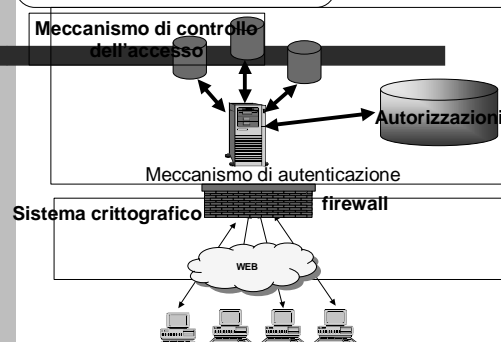 Meccanismo di controllo
dell'accesso
Autorizzazioni
Meccanismo di autenticazione
Sistema crittografico
firewall
WEB